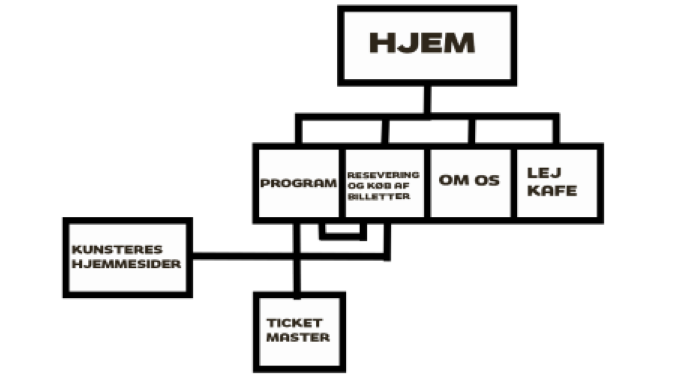 HJEM
PROGRAM
RESEVERING
OG KØB AF
BILLETTER
OM OS
LEJ
KAFE
KUNSTERES
HJEMMESIDER
TICKET
MASTER